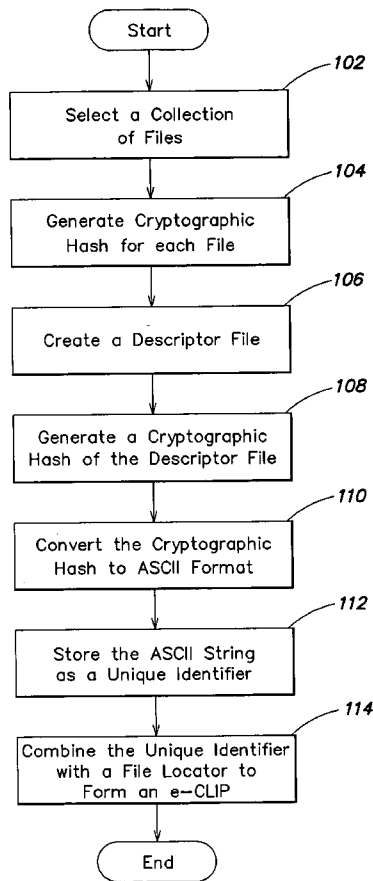 Start
102
Select a Collection
of Files
104
Generate Cryptographic
Hash for each File
106
Create a Descriptor File
108
Generate a Cryptographic
Hash of the Descriptor File
110
Convert the Cryptographic
Hash to ASCII Format
112
Store the ASCII String
as a Unique Identifier
114
Combine the Unique Identifier
with a File Locator to
Form an e-CLIP
End